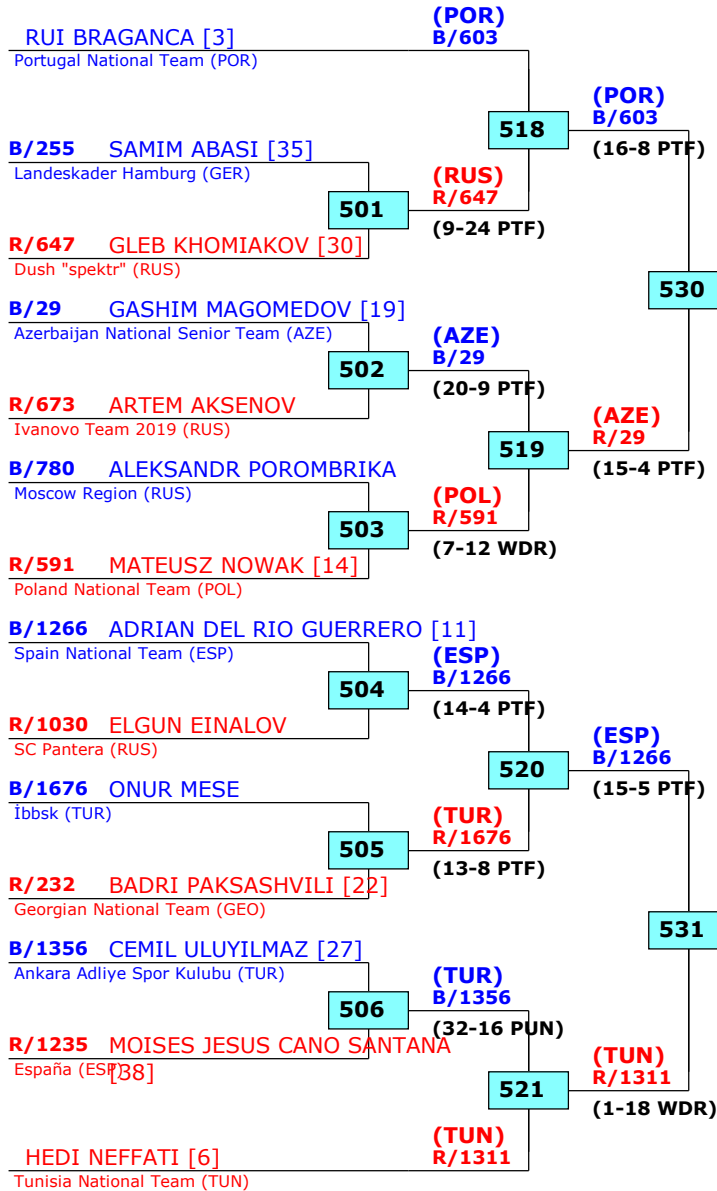 RUI BRAGANCA [3]
Portugal National Team (POR)
(POR)
B/603
518
(POR)
B/603
(16-8 PTF)
B/255 SAMIM ABASI [35]
Landeskader Hamburg (GER)
501
(RUS)
R/647
(9-24 PTF)
R/647 GLEB KHOMIAKOV [30]
Dush "spektr" (RUS)
530
B/29 GASHIM MAGOMEDOV [19]
Azerbaijan National Senior Team (AZE)
502
(AZE)
B/29
(20-9 PTF)
R/673 ARTEM AKSENOV
Ivanovo Team 2019 (RUS)
519
(AZE)
R/29
(15-4 PTF)
B/780 ALEKSANDR POROMBRIKA
Moscow Region (RUS)
503
(POL)
R/591
(7-12 WDR)
R/591 MATEUSZ NOWAK [14]
Poland National Team (POL)
B/1266 ADRIAN DEL RIO GUERRERO [11]
Spain National Team (ESP)
504
(ESP)
B/1266
(14-4 PTF)
R/1030 ELGUN EINALOV
SC Pantera (RUS)
520
(ESP)
B/1266
(15-5 PTF)
B/1676 ONUR MESE
İbbsk (TUR)
505
(TUR)
R/1676
(13-8 PTF)
R/232 BADRI PAKSASHVILI [22]
Georgian National Team (GEO)
531
B/1356 CEMIL ULUYILMAZ [27]
Ankara Adliye Spor Kulubu (TUR)
506
(TUR)
B/1356
(32-16 PUN)
R/1235 MOISES JESUS CANO SANTANA
[38]
España (ESP)
521
(TUN)
R/1311
(1-18 WDR)
HEDI NEFFATI [6]
Tunisia National Team (TUN)
(TUN)
R/1311